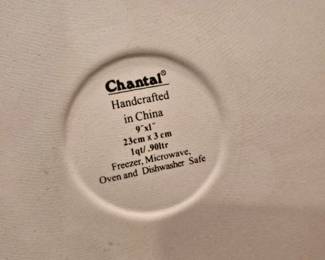 Chantal®
Handcrafted
in China
9"x1"
23cm x 3 cm
1qt/ .90ltr
Freezer, Microwave,
Oven and Dishwasher Safe